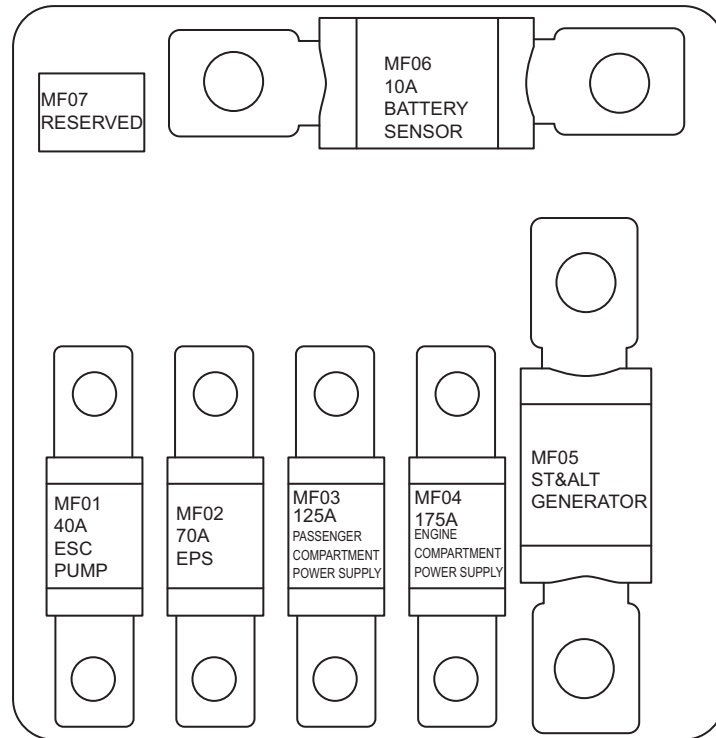 MF07
RESERVED
MF06
10A
BATTERY
SENSOR
MF01
40A
ESC
PUMP
MF02
70A
EPS
MF03
125A
PASSENGER
COMPARTMENT
POWER SUPPLY
MF04
175A
ENGINE
COMPARTMENT
POWER SUPPLY
MF05
ST&ALT
GENERATOR